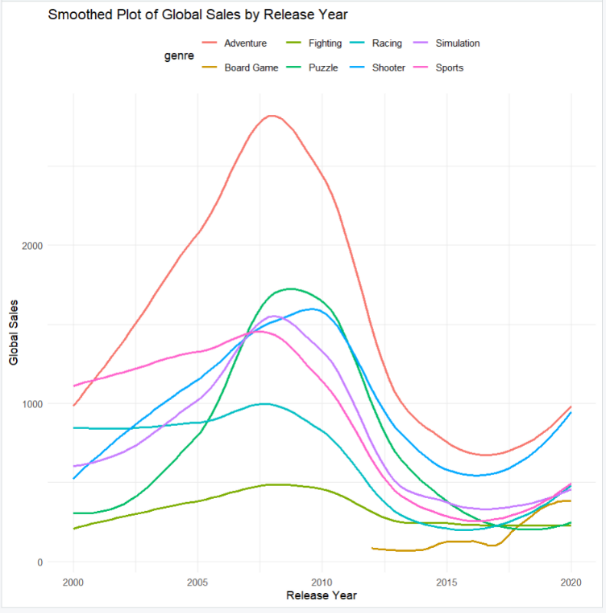 Smoothed Plot of Global Sales by Release Year
genre
Adventure Fighting Racing Simulation
Board Game Puzzle Shooter Sports
Global Sales
2000
1000
0
2000 2005 2010 2015 2020
Release Year